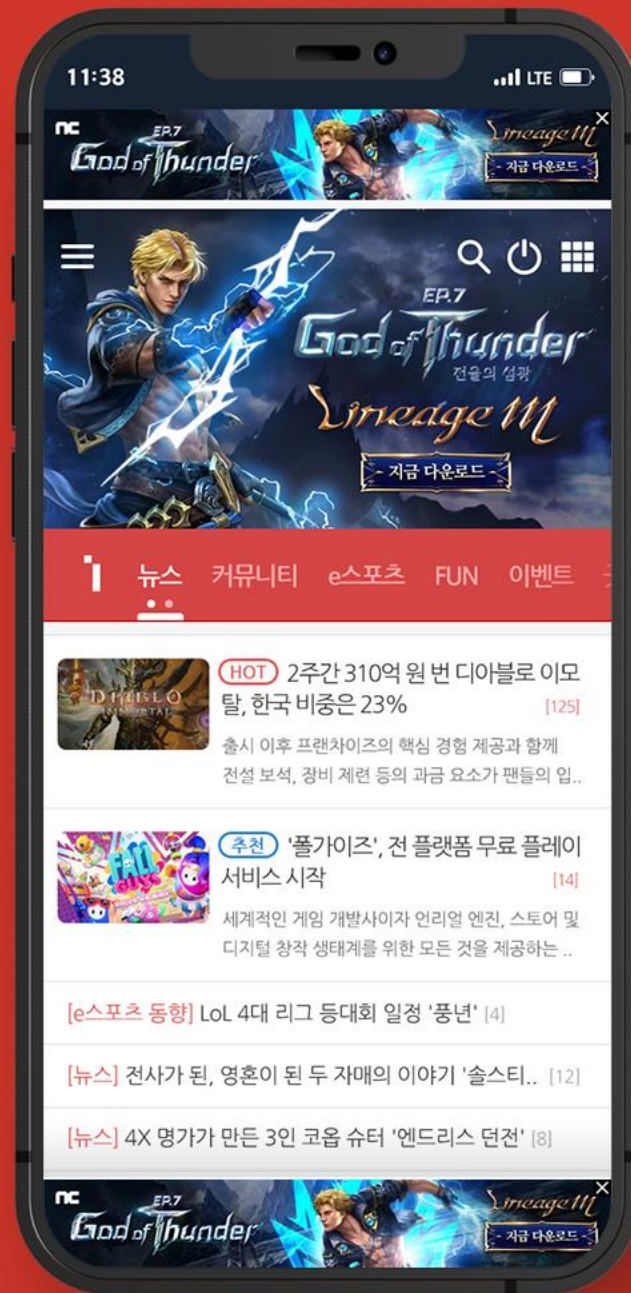 11:38
LTE
nc
EP.7
God of Thunder
Lineage M
지금 다운로드
EP.7
God of Thunder
전율의 섬광
Lineage M
지금 다운로드
뉴스 커뮤니티 e스포츠 FUN 이벤트
DIABLO
IMMORTAL
HOT 2주간 310억 원 번 디아블로 이모
탈, 한국 비중은 23% [125]
출시 이후 프랜차이즈의 핵심 경험 제공과 함께
전설 보석, 장비 제련 등의 과금 요소가 팬들의 입..
FALL
GUYS
추천 '폴가이즈', 전 플랫폼 무료 플레이
서비스 시작 [14]
세계적인 게임 개발사이자 언리얼 엔진, 스토어 및
디지털 창작 생태계를 위한 모든 것을 제공하는 ..
[e스포츠 동향] LoL 4대 리그 등대회 일정 '풍년' [4]
[뉴스] 전사가 된, 영혼이 된 두 자매의 이야기 '솔스티.. [12]
[뉴스] 4X 명가가 만든 3인 코옵 슈터 '엔드리스 던전' [8]
nc
EP.7
God of Thunder
Lineage M
지금 다운로드